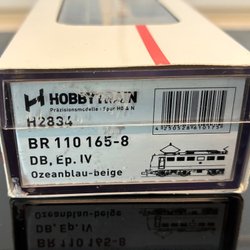 HOBBYTRAIN
Präzisionsmodelle · Spur H0 & N
H2834
BR 110 165-8
DB, Ep. IV
Ozeanblau-beige